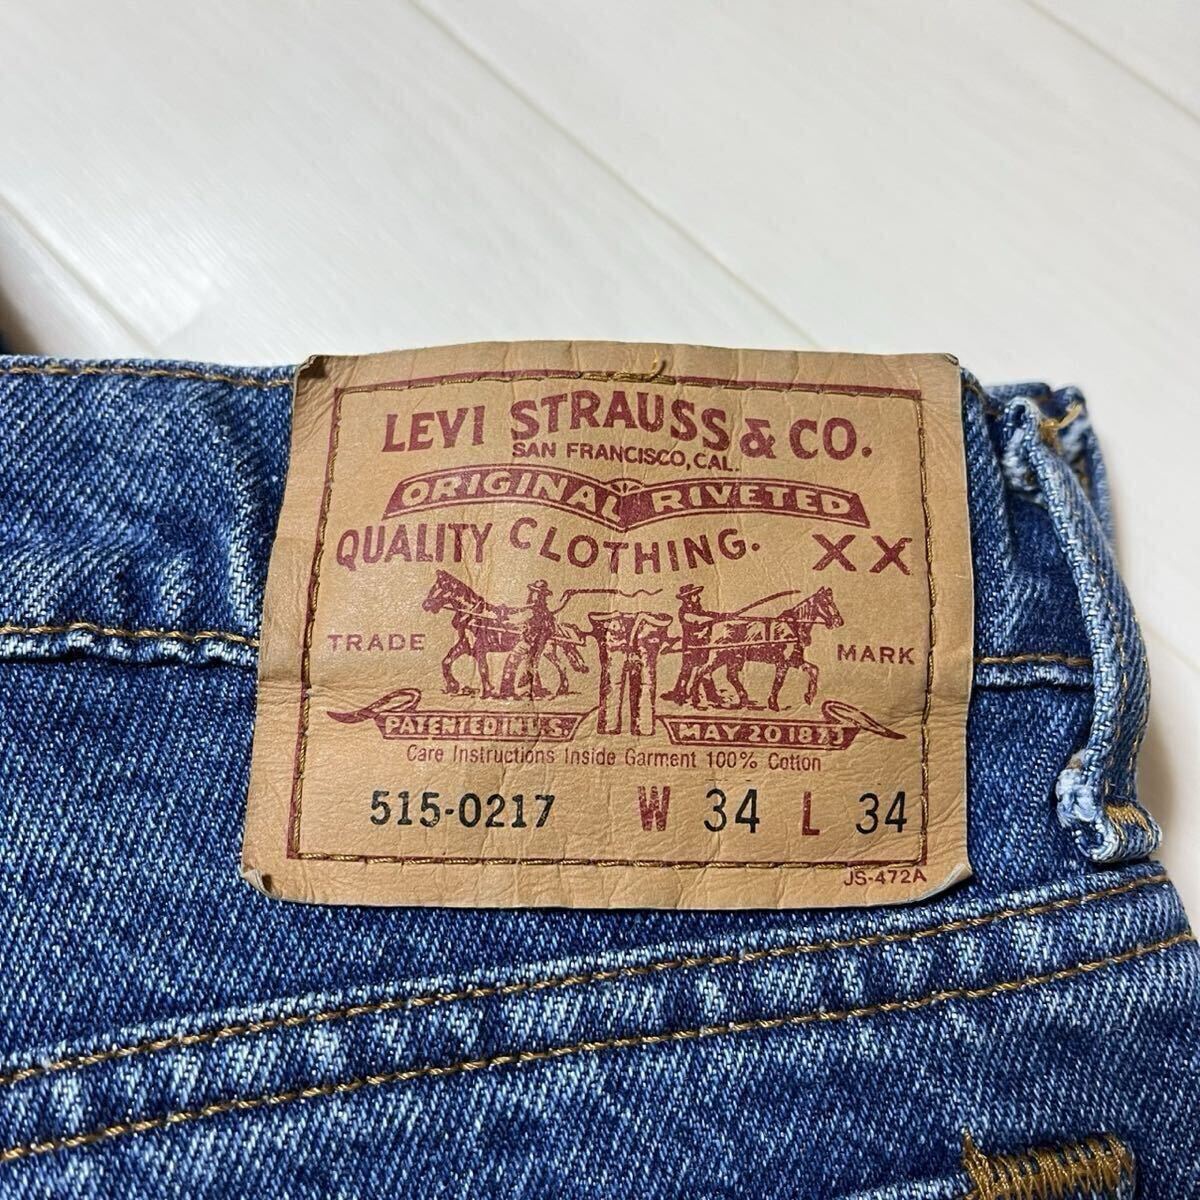 LEVI STRAUSS & CO.
SAN FRANCISCO, CAL.
ORIGINAL RIVETED
QUALITY CLOTHING. XX
TRADE MARK
PATENTED IN U.S. MAY 20 1873
Care Instructions Inside Garment 100% Cotton
515-0217 W 34 L 34
JS-472A